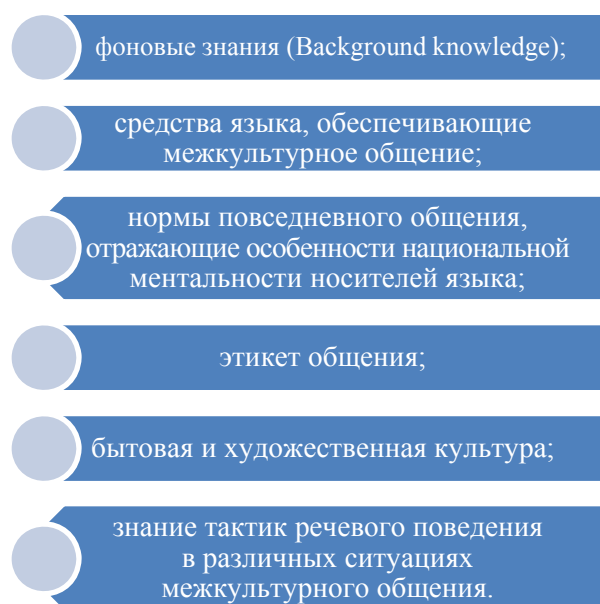 фоновые знания (Background knowledge);
средства языка, обеспечивающие
межкультурное общение;
нормы повседневного общения,
отражающие особенности национальной
ментальности носителей языка;
этикет общения;
бытовая и художественная культура;
знание тактик речевого поведения
в различных ситуациях
межкультурного общения.